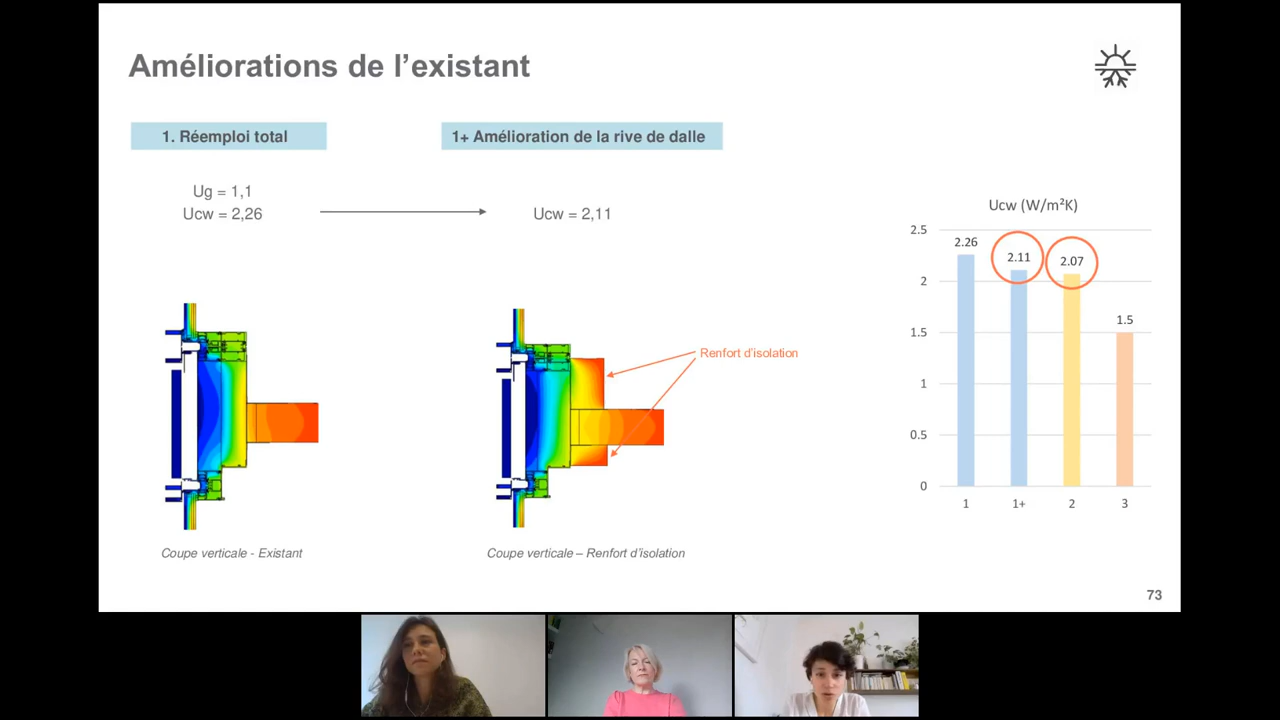 Améliorations de l’existant
1. Réemploi total
1+ Amélioration de la rive de dalle
Ug = 1,1
Ucw = 2,26
Ucw = 2,11
Renfort d’isolation
Coupe verticale - Existant
Coupe verticale – Renfort d’isolation
Ucw (W/m²K)
2.5
2
1.5
1
0.5
0
2.26
2.11
2.07
1.5
1
1+
2
3
73